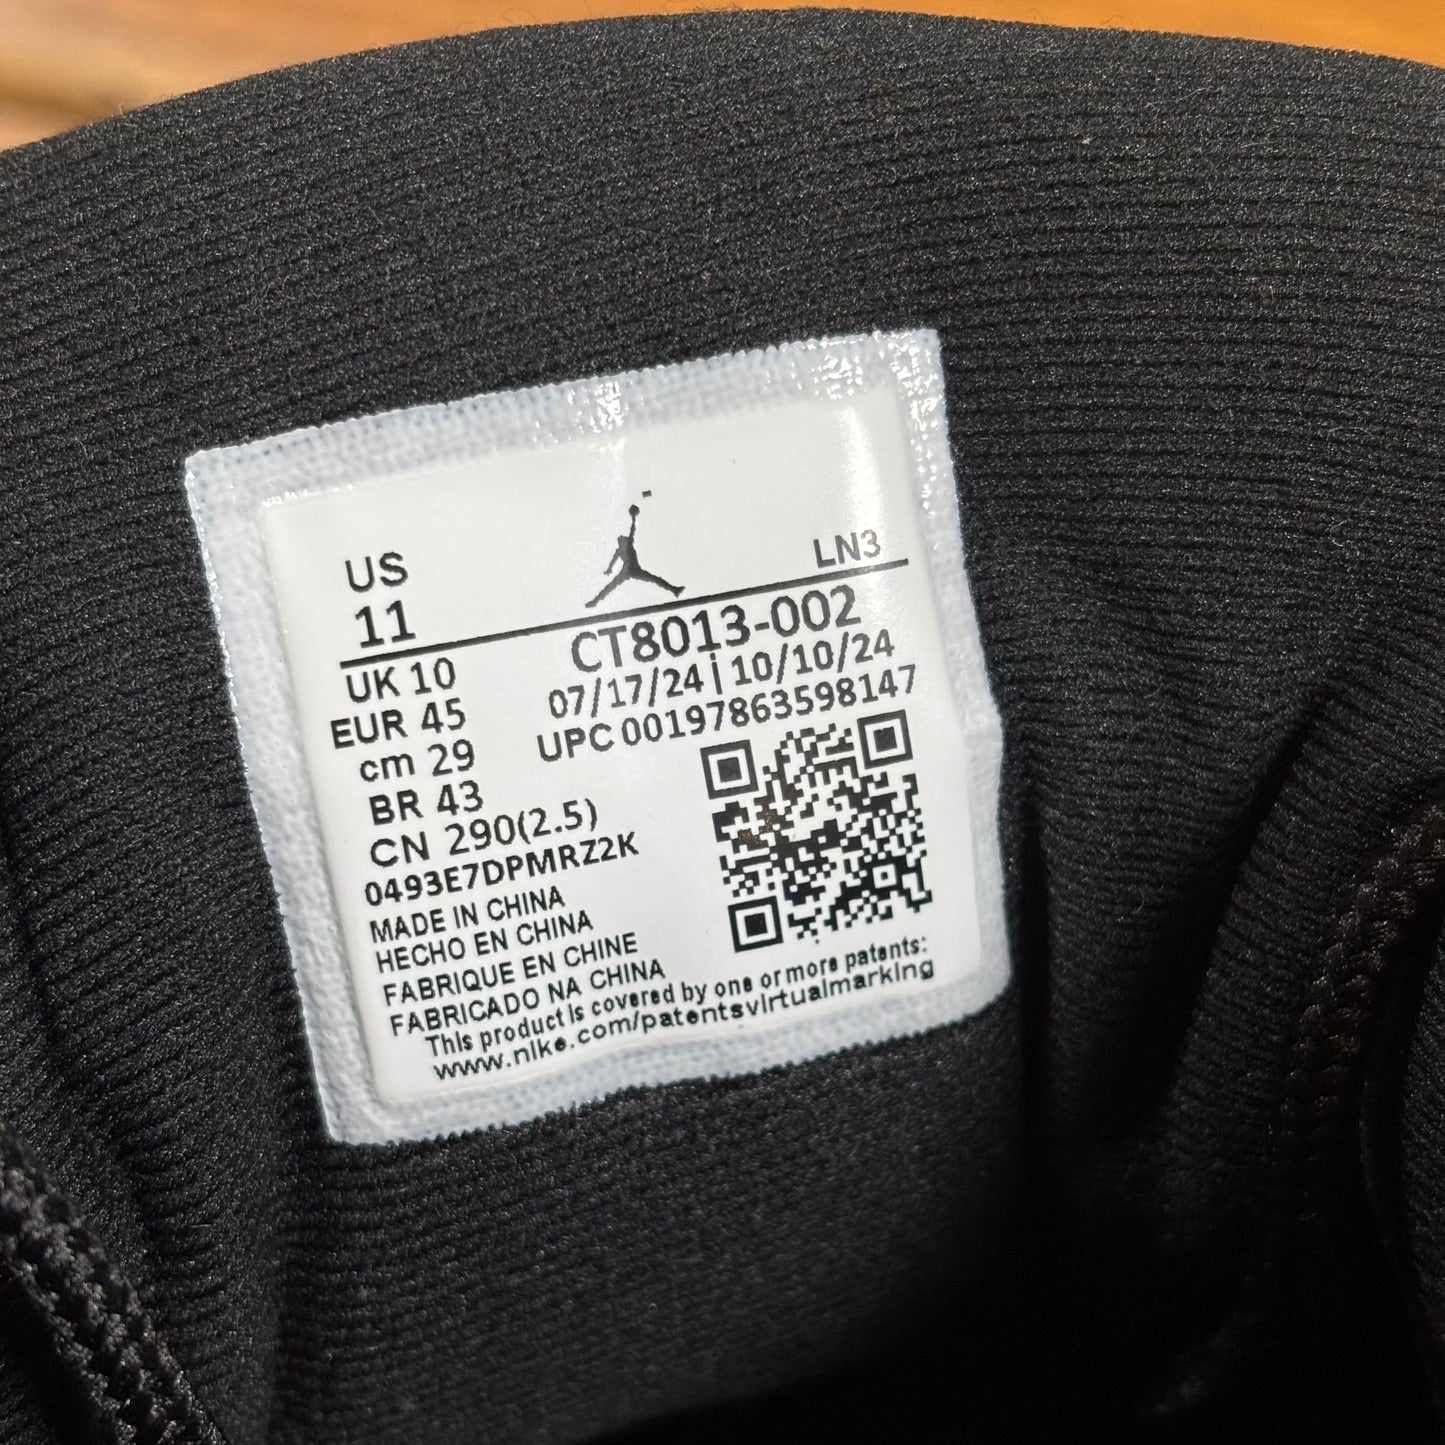 US
11
LN3
CT8013-002
07/17/24 | 10/10/24
UPC 00197863598147
UK 10
EUR 45
cm 29
BR 43
CN 290(2.5)
0493E7DPMRZ2K
MADE IN CHINA
HECHO EN CHINA
FABRIQUE EN CHINE
FABRICADO NA CHINA
This product is covered by one or more patents:
www.nike.com/patentsvirtualmarking